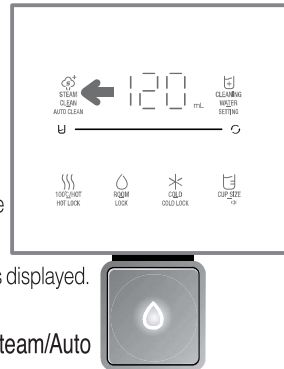 STEAM
CLEAN
AUTO CLEAN
120 mL
CLEANING
WATER
SETTING
100℃/HOT
HOT LOCK
ROOM
LOCK
COLD
COLD LOCK
CUP SIZE
e
s displayed.
team/Auto